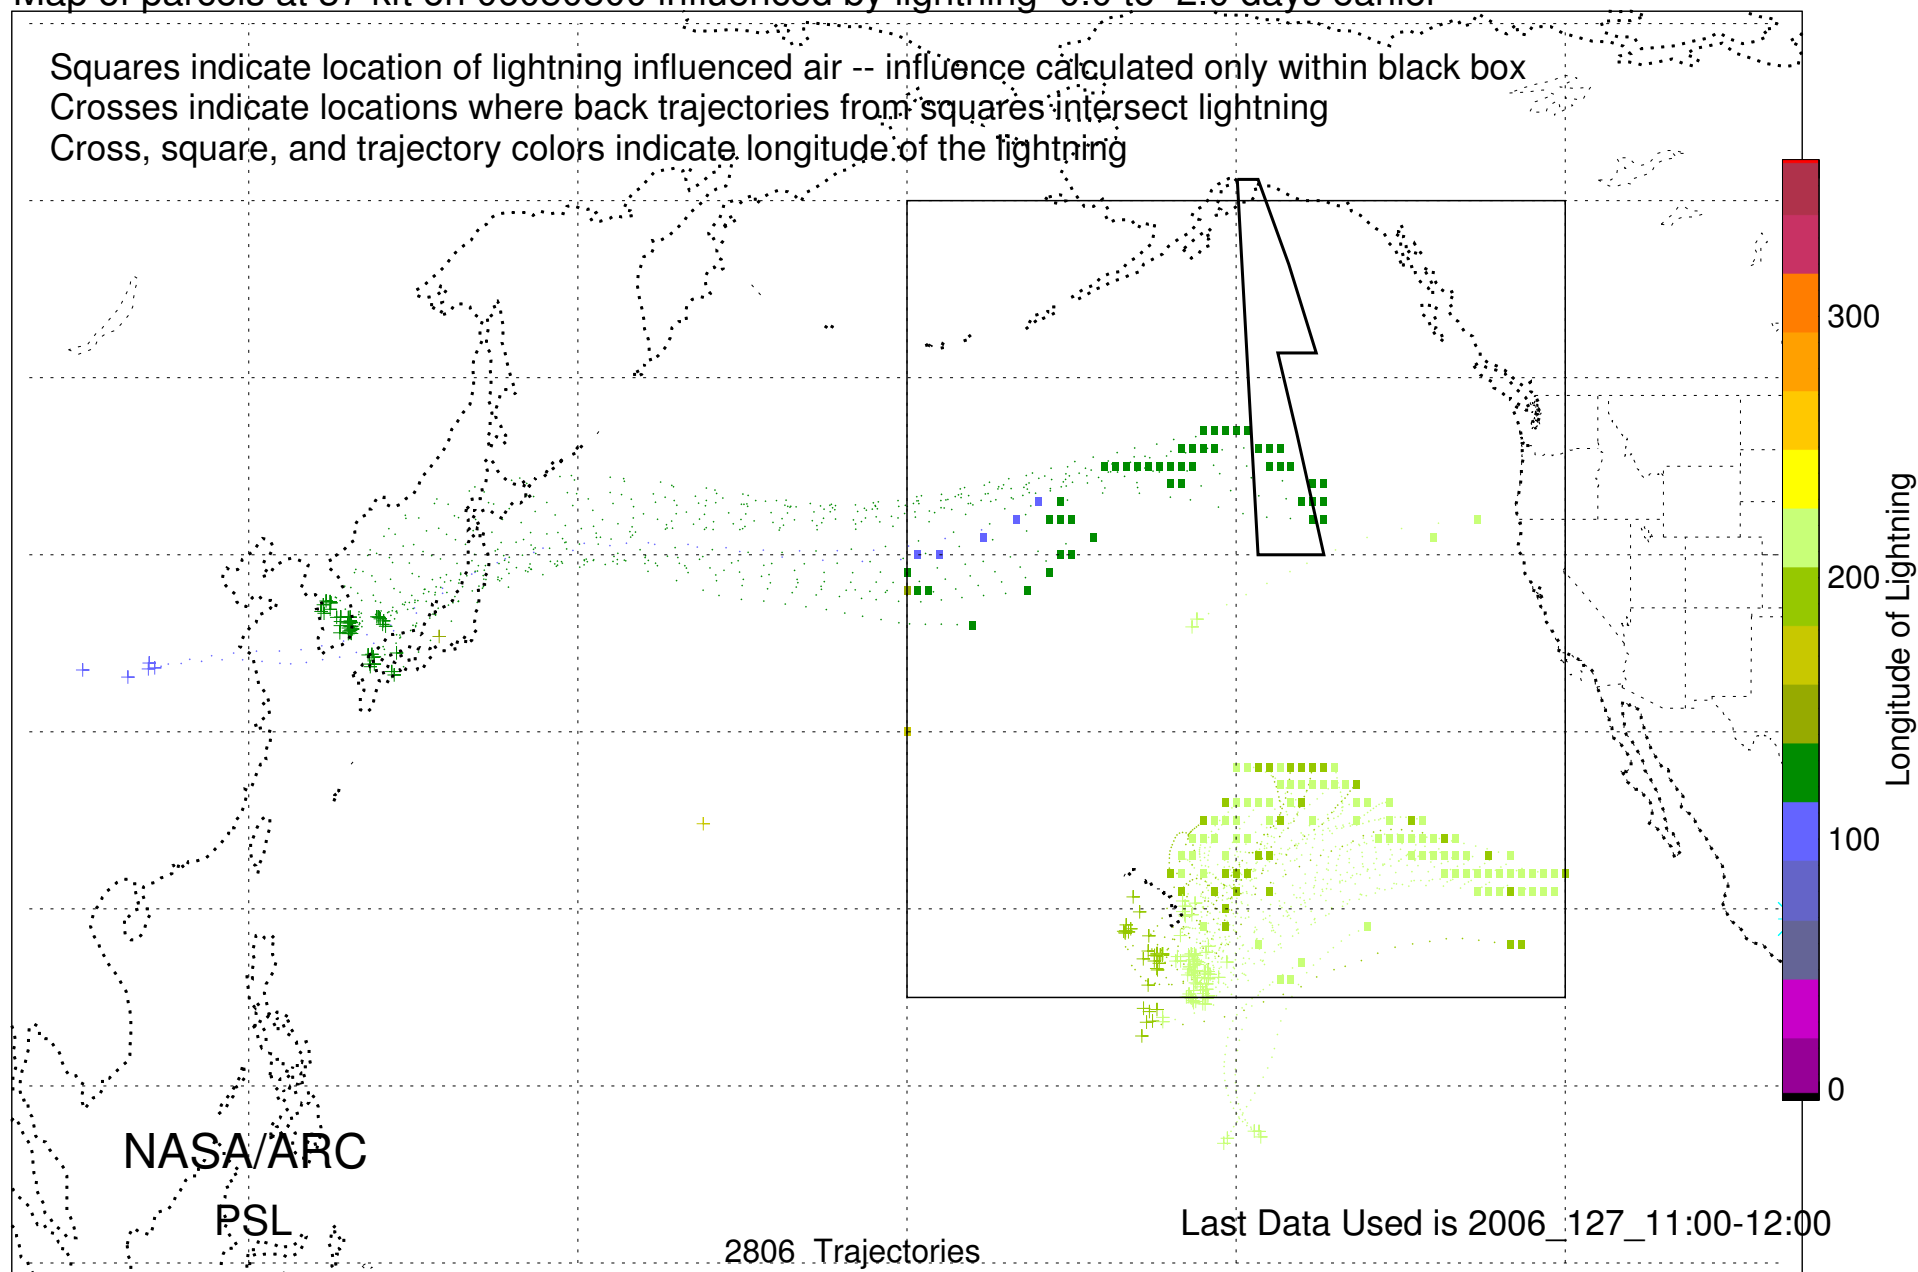 Squares indicate location of lightning influenced air -- influence calculated only within black box
Crosses indicate locations where back trajectories from squares intersect lightning
Cross, square, and trajectory colors indicate longitude of the lightning
300
200
100
0
Longitude of Lightning
NASA/ARC
PSL
Last Data Used is 2006_127_11:00-12:00
2806 Trajectories